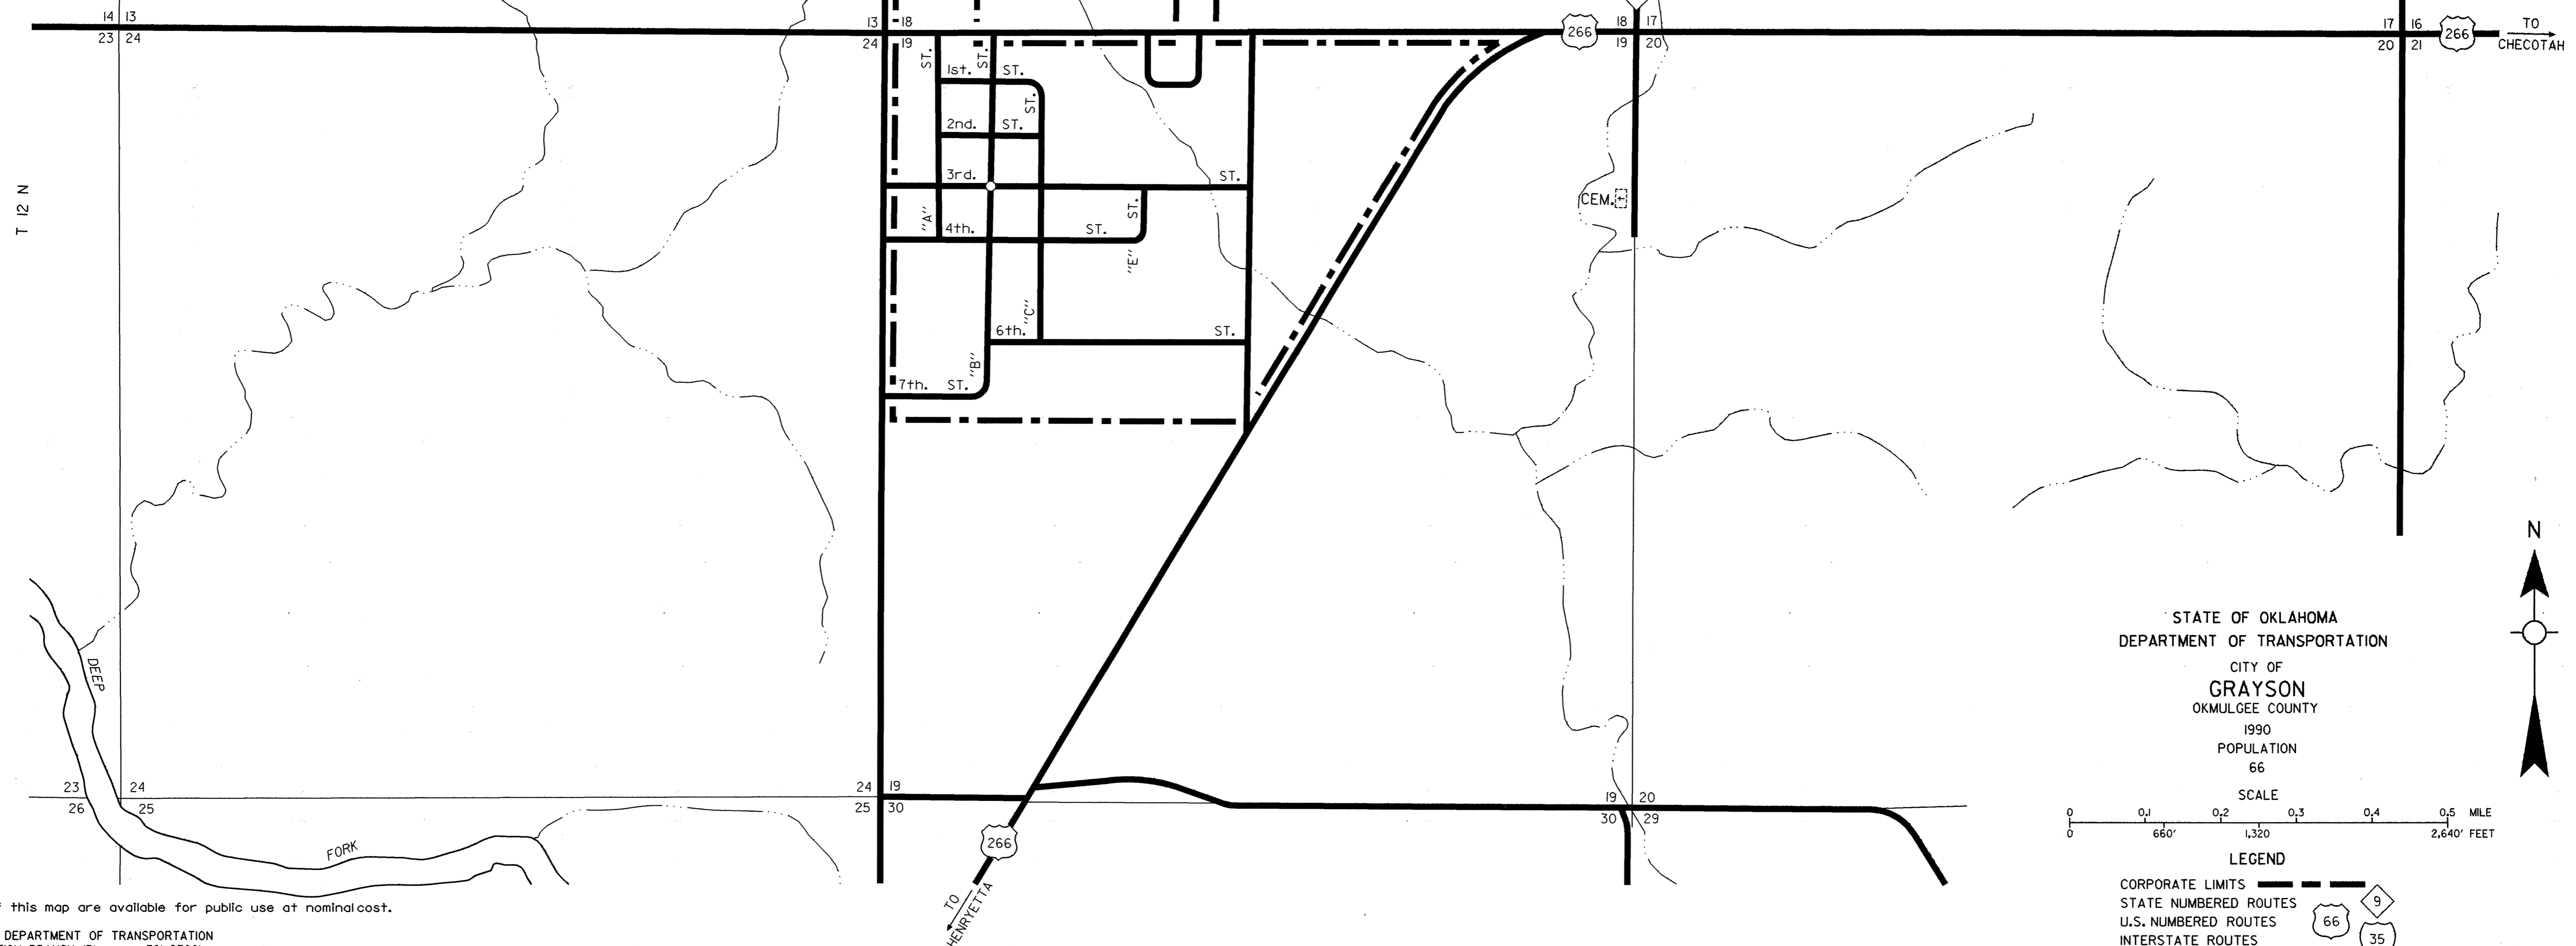 14 13
23 24
13 18
24 19
266
18 17
19 20
17 16
20 21
266
TO
CHECOTAH
T 12 N
ST.
ST.
1st. ST.
ST.
2nd. ST.
3rd. ST.
"A"
4th. ST.
ST.
"E"
CEM.
"C"
6th. ST.
"B"
7th. ST.
DEEP
FORK
23 24
26 25
24 19
25 30
19 20
30 29
266
TO
HENRYETTA
N
STATE OF OKLAHOMA
DEPARTMENT OF TRANSPORTATION
CITY OF
GRAYSON
OKMULGEE COUNTY
1990
POPULATION
66
SCALE
0 0.1 0.2 0.3 0.4 0.5 MILE
0 660' 1,320 2,640' FEET
LEGEND
CORPORATE LIMITS
STATE NUMBERED ROUTES 9
U.S. NUMBERED ROUTES 66
INTERSTATE ROUTES 35
this map are available for public use at nominal cost.
DEPARTMENT OF TRANSPORTATION